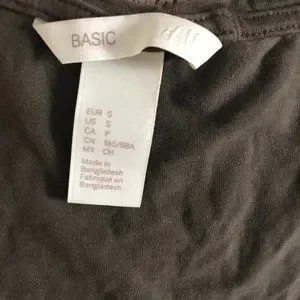 BASIC H&M
EUR S
US S
CA P
CN 165/88A
MX CH
Made in
Bangladesh
Fabriqué en
Bangladesh